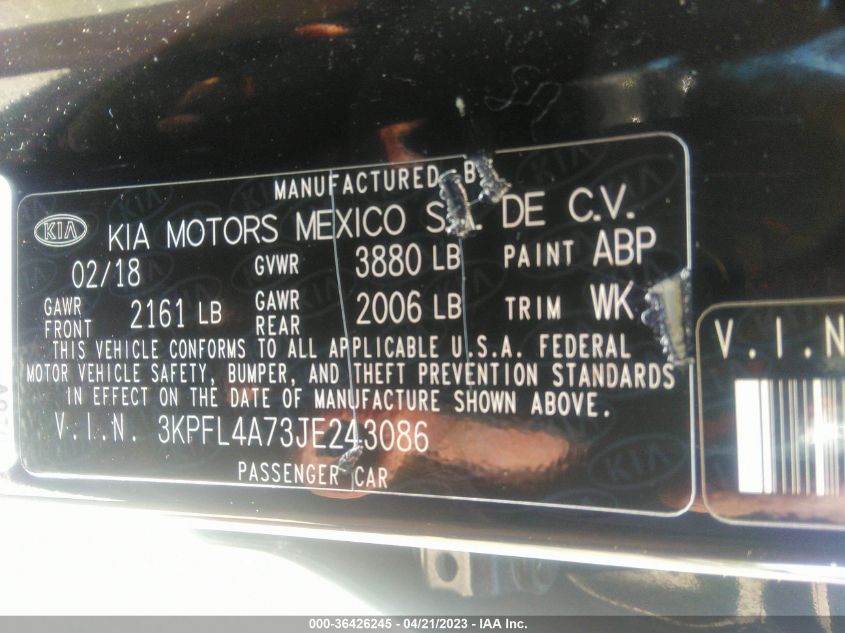 MANUFACTURED BY
KIA KIA MOTORS MEXICO S.A. DE C.V.
02/18 GVWR 3880 LB PAINT ABP
GAWR FRONT 2161 LB GAWR REAR 2006 LB TRIM WK
THIS VEHICLE CONFORMS TO ALL APPLICABLE U.S.A. FEDERAL
MOTOR VEHICLE SAFETY, BUMPER, AND THEFT PREVENTION STANDARDS
IN EFFECT ON THE DATE OF MANUFACTURE SHOWN ABOVE.
V.I.N. 3KPFL4A73JE243086
PASSENGER CAR
V.I.N
000-36426245 - 04/21/2023 - IAA Inc.